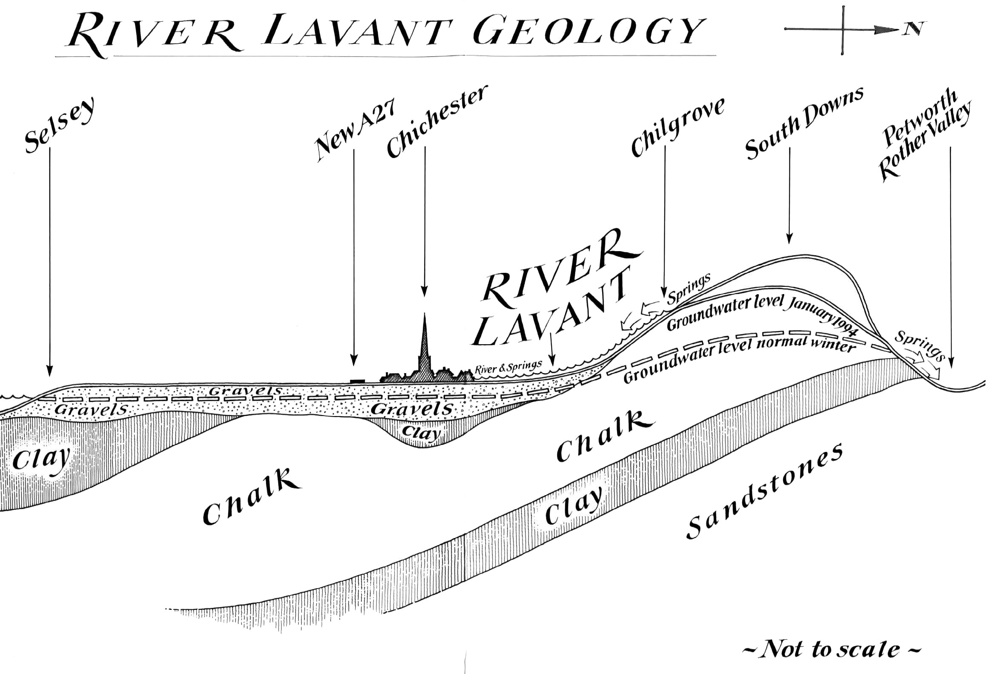 RIVER LAVANT GEOLOGY
N
Selsey
New A27
Chichester
Chilgrove
South Downs
Petworth
Rother Valley
RIVER
LAVANT
Springs
River & Springs
Groundwater level January 1994
Groundwater level normal winter
Springs
Gravels
Gravels
Gravels
Clay
Clay
Chalk
Chalk
Clay
Sandstones
~Not to scale~